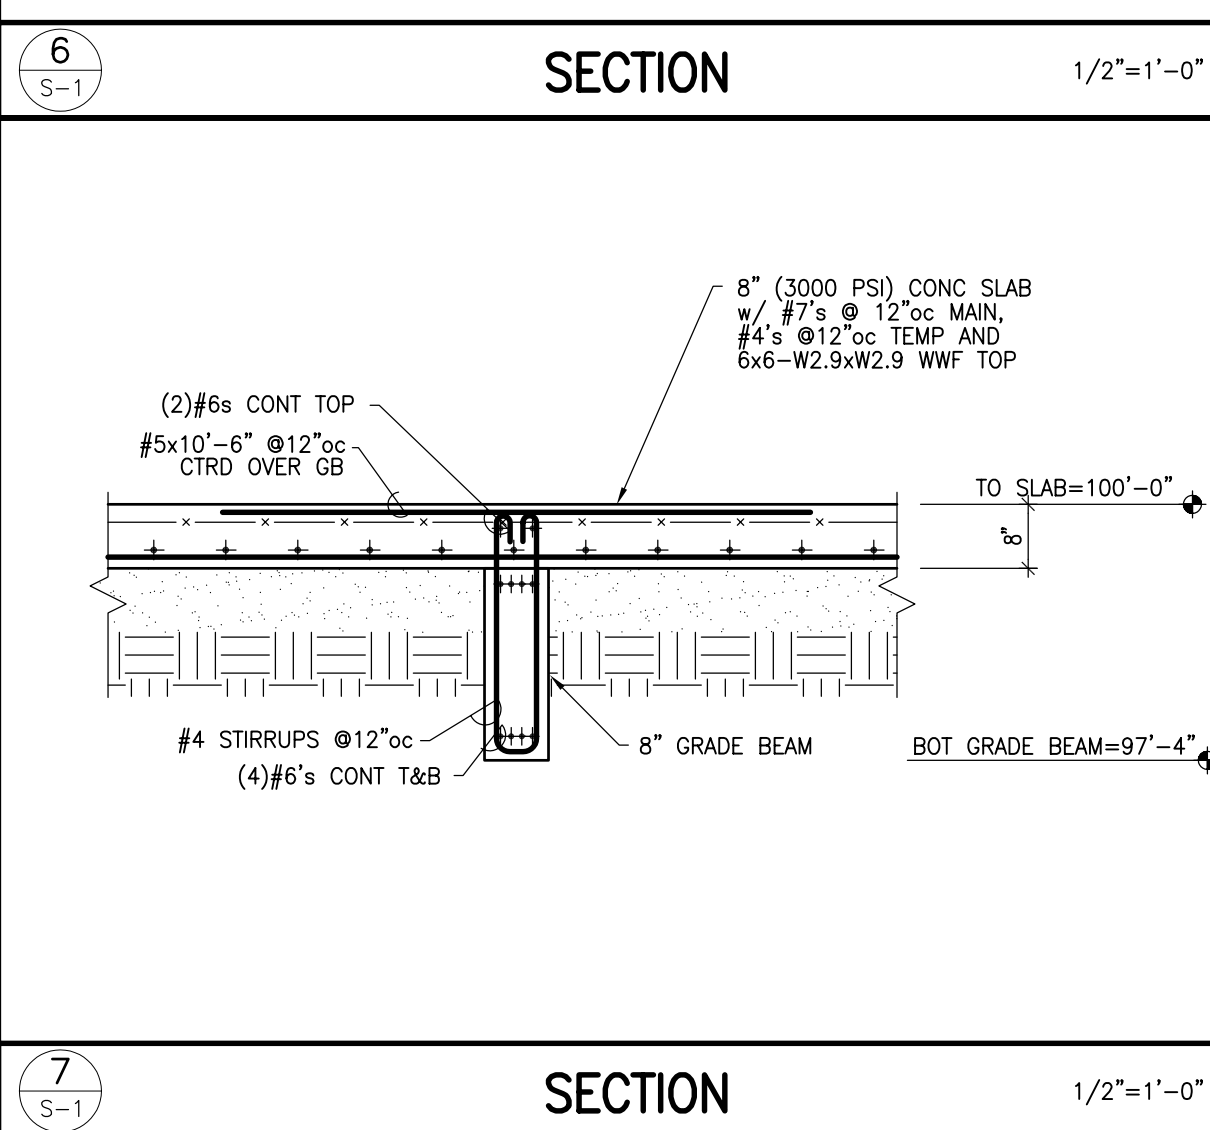 6
S-1
SECTION
1/2"=1'-0"
8" (3000 PSI) CONC SLAB
w/ #7's @ 12"oc MAIN,
#4's @12"oc TEMP AND
6x6-W2.9xW2.9 WWF TOP
(2)#6s CONT TOP
#5x10'-6" @12"oc
CTRD OVER GB
TO SLAB=100'-0"
8"
#4 STIRRUPS @12"oc
(4)#6's CONT T&B
8" GRADE BEAM
BOT GRADE BEAM=97'-4"
7
S-1
SECTION
1/2"=1'-0"